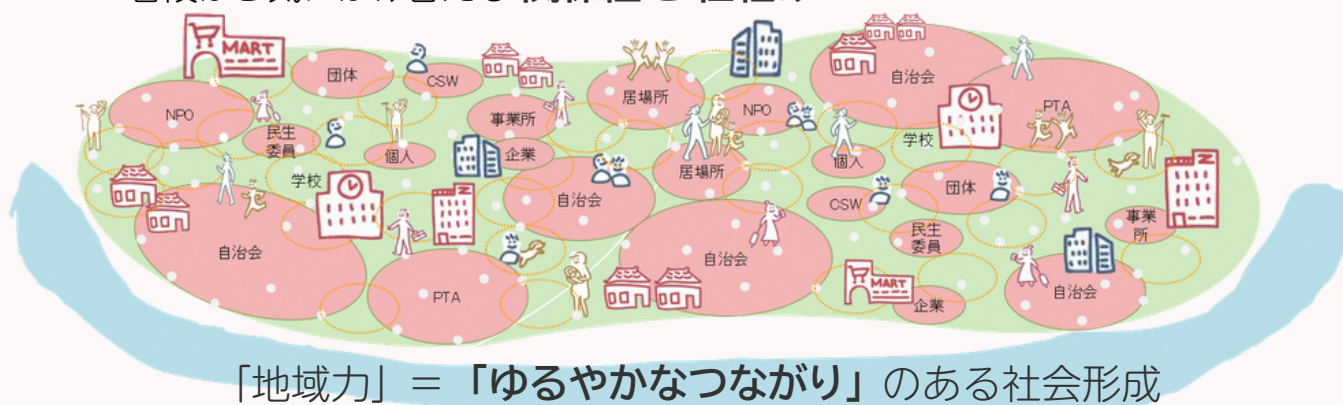 MART
団体
CSW
NPO
民生
委員
個人
事業所
企業
居場所
NPO
自治会
PTA
学校
居場所
個人
団体
学校
自治会
CSW
民生
委員
事業
所
自治会
PTA
自治会
MART
企業
自治会
「地域力」＝「ゆるやかなつながり」のある社会形成